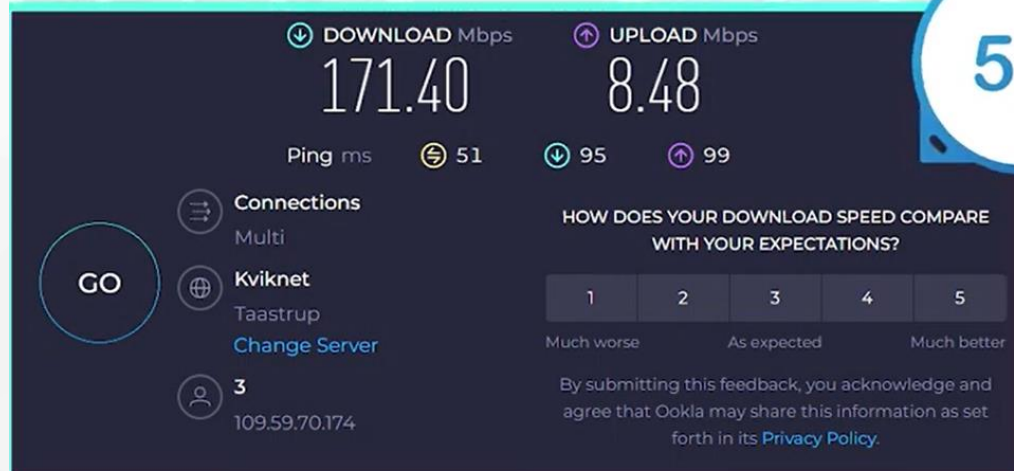 DOWNLOAD Mbps
UPLOAD Mbps
171.40
8.48
5
Ping ms 51 95 99
Connections
Multi
Kviknet
Taastrup
Change Server
3
109.59.70.174
GO
HOW DOES YOUR DOWNLOAD SPEED COMPARE
WITH YOUR EXPECTATIONS?
1 2 3 4 5
Much worse As expected Much better
By submitting this feedback, you acknowledge and
agree that Ookla may share this information as set
forth in its Privacy Policy.